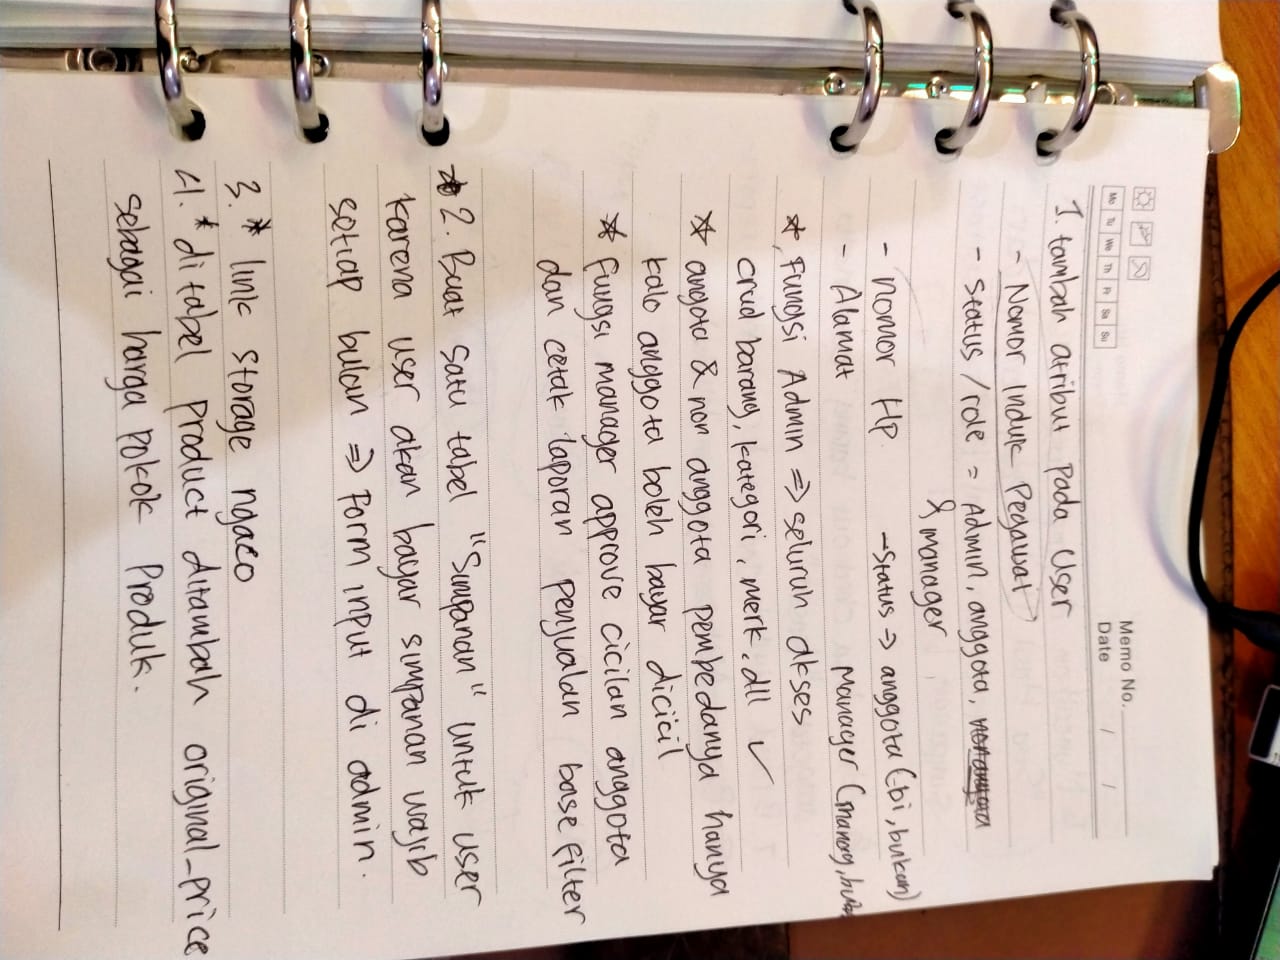 Memo No.
Date / /
Mo Tu We Th Fr Sa Su
1. tambah atribut pada User
- Nomor Induk Pegawai
- Status / role = Admin, anggota,
& manager
- nomor HP
- Status => anggota (bi, bukan)
- Alamat
Manager (manag, bukan
* Fungsi Admin => seluruh akses
crud barang, kategori, merk, dll ✓
* anggota & non anggota pembedanya hanya
kalo anggota boleh bayar dicicil
* fungsi manager approve cicilan anggota
dan cetak laporan penjualan base filter
2. Buat satu tabel "Simpanan" untuk user
karena user akan bayar simpanan wajib
setiap bulan => Form input di admin.
3. * link storage ngaco
4. * di tabel product ditambah original_price
sebagai harga pokok Produk.